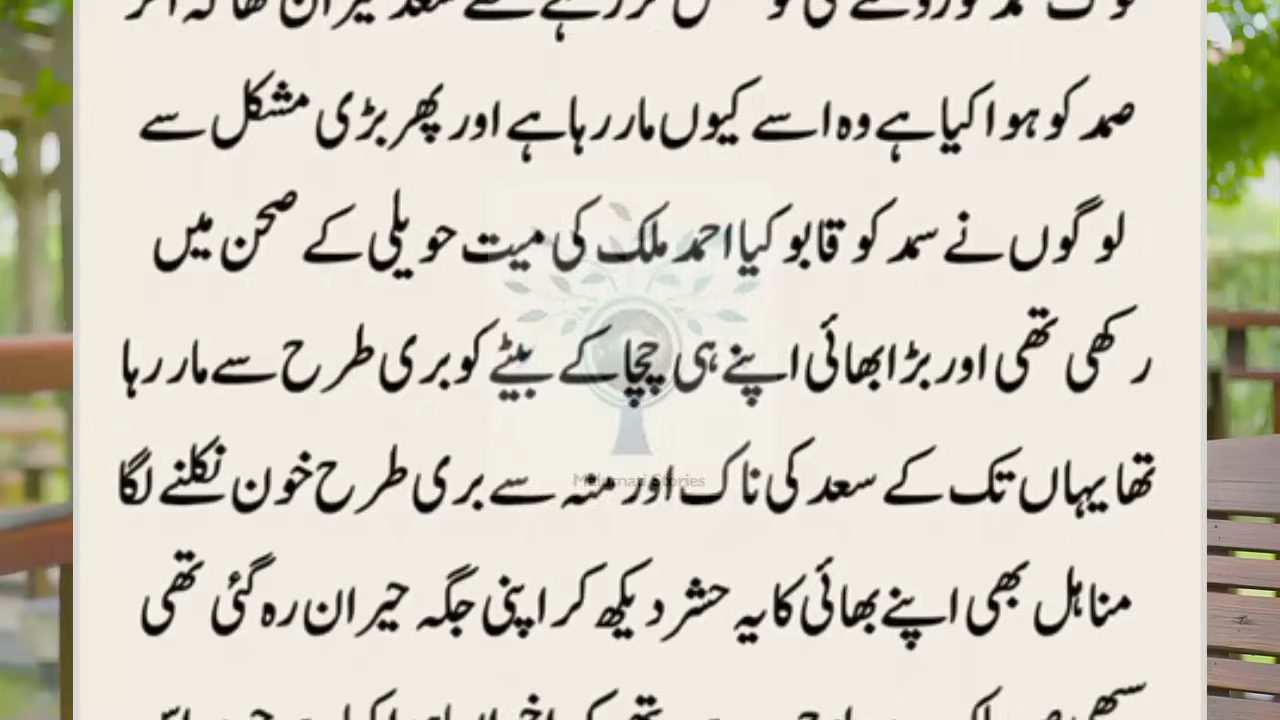 صمد کو ہوا کیا ہے وہ اسے کیوں مار رہا ہے اور پھر بڑی مشکل سے
لوگوں نے سمد کو قابو کیا احمد ملک کی میت حویلی کے صحن میں
رکھی تھی اور بڑا بھائی اپنے ہی چچا کے بیٹے کو بری طرح سے مار رہا
تھا یہاں تک کے سعد کی ناک اور منہ سے بری طرح خون نکلنے لگا
Malumati Stories
مناہل بھی اپنے بھائی کا یہ حشر دیکھ کر اپنی جگہ حیران رہ گئی تھی